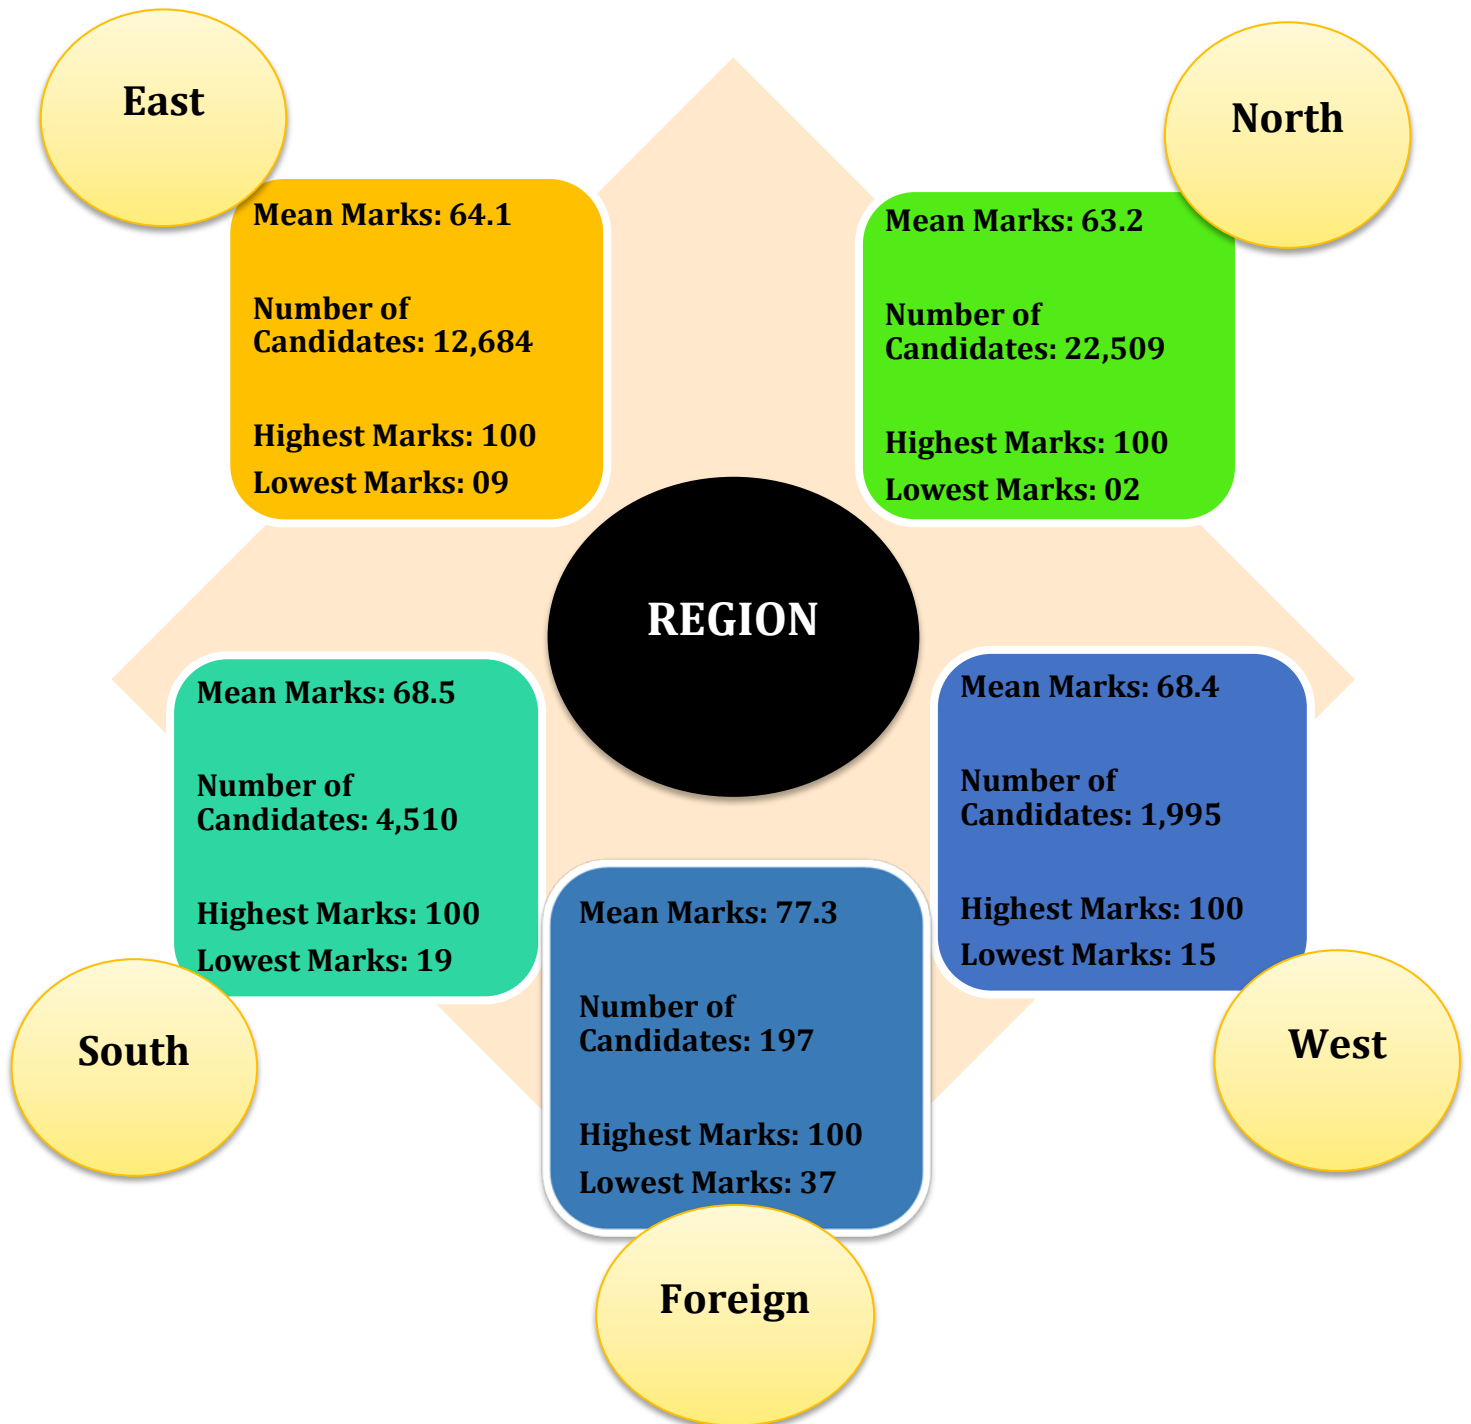 East
Mean Marks: 64.1
Number of
Candidates: 12,684
Highest Marks: 100
Lowest Marks: 09
North
Mean Marks: 63.2
Number of
Candidates: 22,509
Highest Marks: 100
Lowest Marks: 02
REGION
Mean Marks: 68.5
Number of
Candidates: 4,510
Highest Marks: 100
Lowest Marks: 19
South
Mean Marks: 68.4
Number of
Candidates: 1,995
Highest Marks: 100
Lowest Marks: 15
West
Mean Marks: 77.3
Number of
Candidates: 197
Highest Marks: 100
Lowest Marks: 37
Foreign